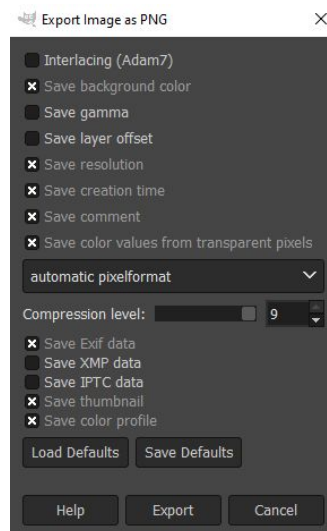 Export Image as PNG
Interlacing (Adam7)
Save background color
Save gamma
Save layer offset
Save resolution
Save creation time
Save comment
Save color values from transparent pixels
automatic pixelformat
Compression level: 9
Save Exif data
Save XMP data
Save IPTC data
Save thumbnail
Save color profile
Load Defaults Save Defaults
Help Export Cancel